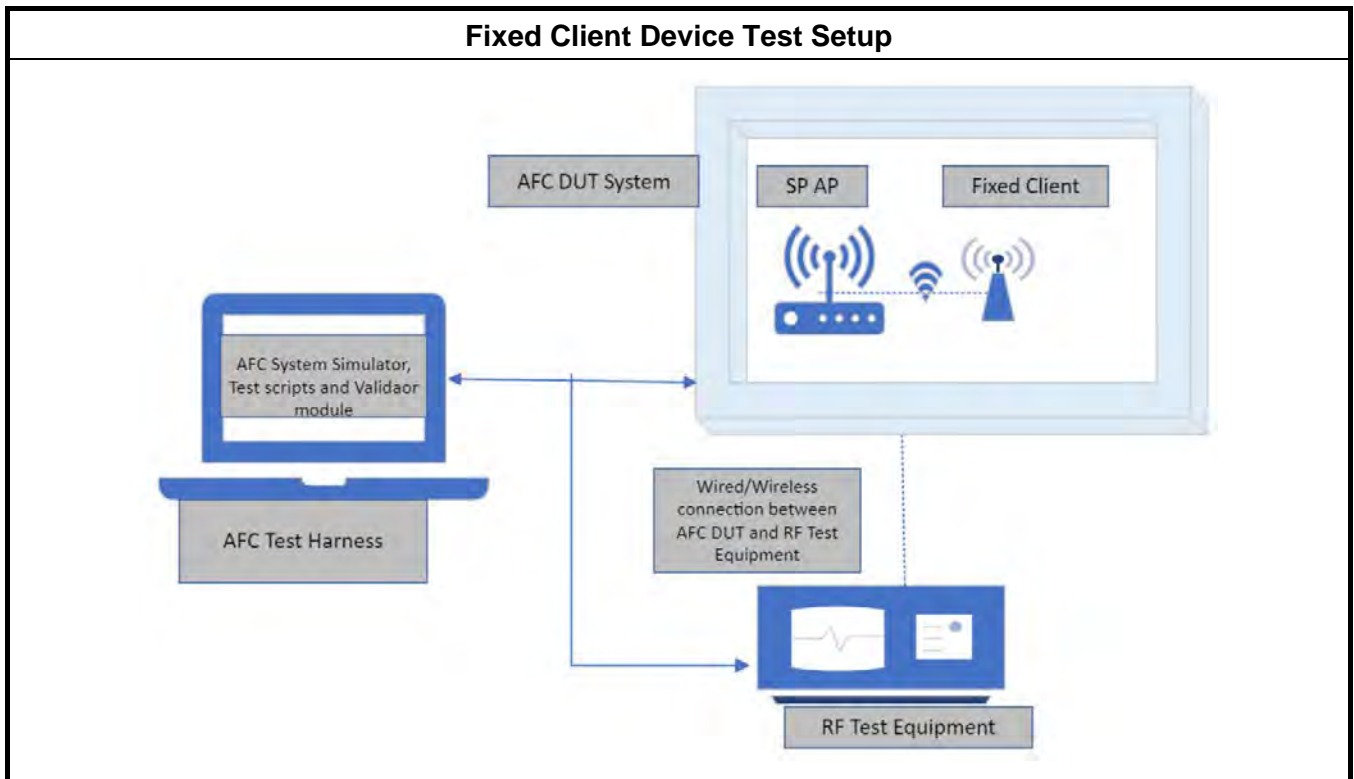 Fixed Client Device Test Setup
AFC DUT System
SP AP
Fixed Client
AFC System Simulator,
Test scripts and Validaor
module
AFC Test Harness
Wired/Wireless
connection between
AFC DUT and RF Test
Equipment
RF Test Equipment